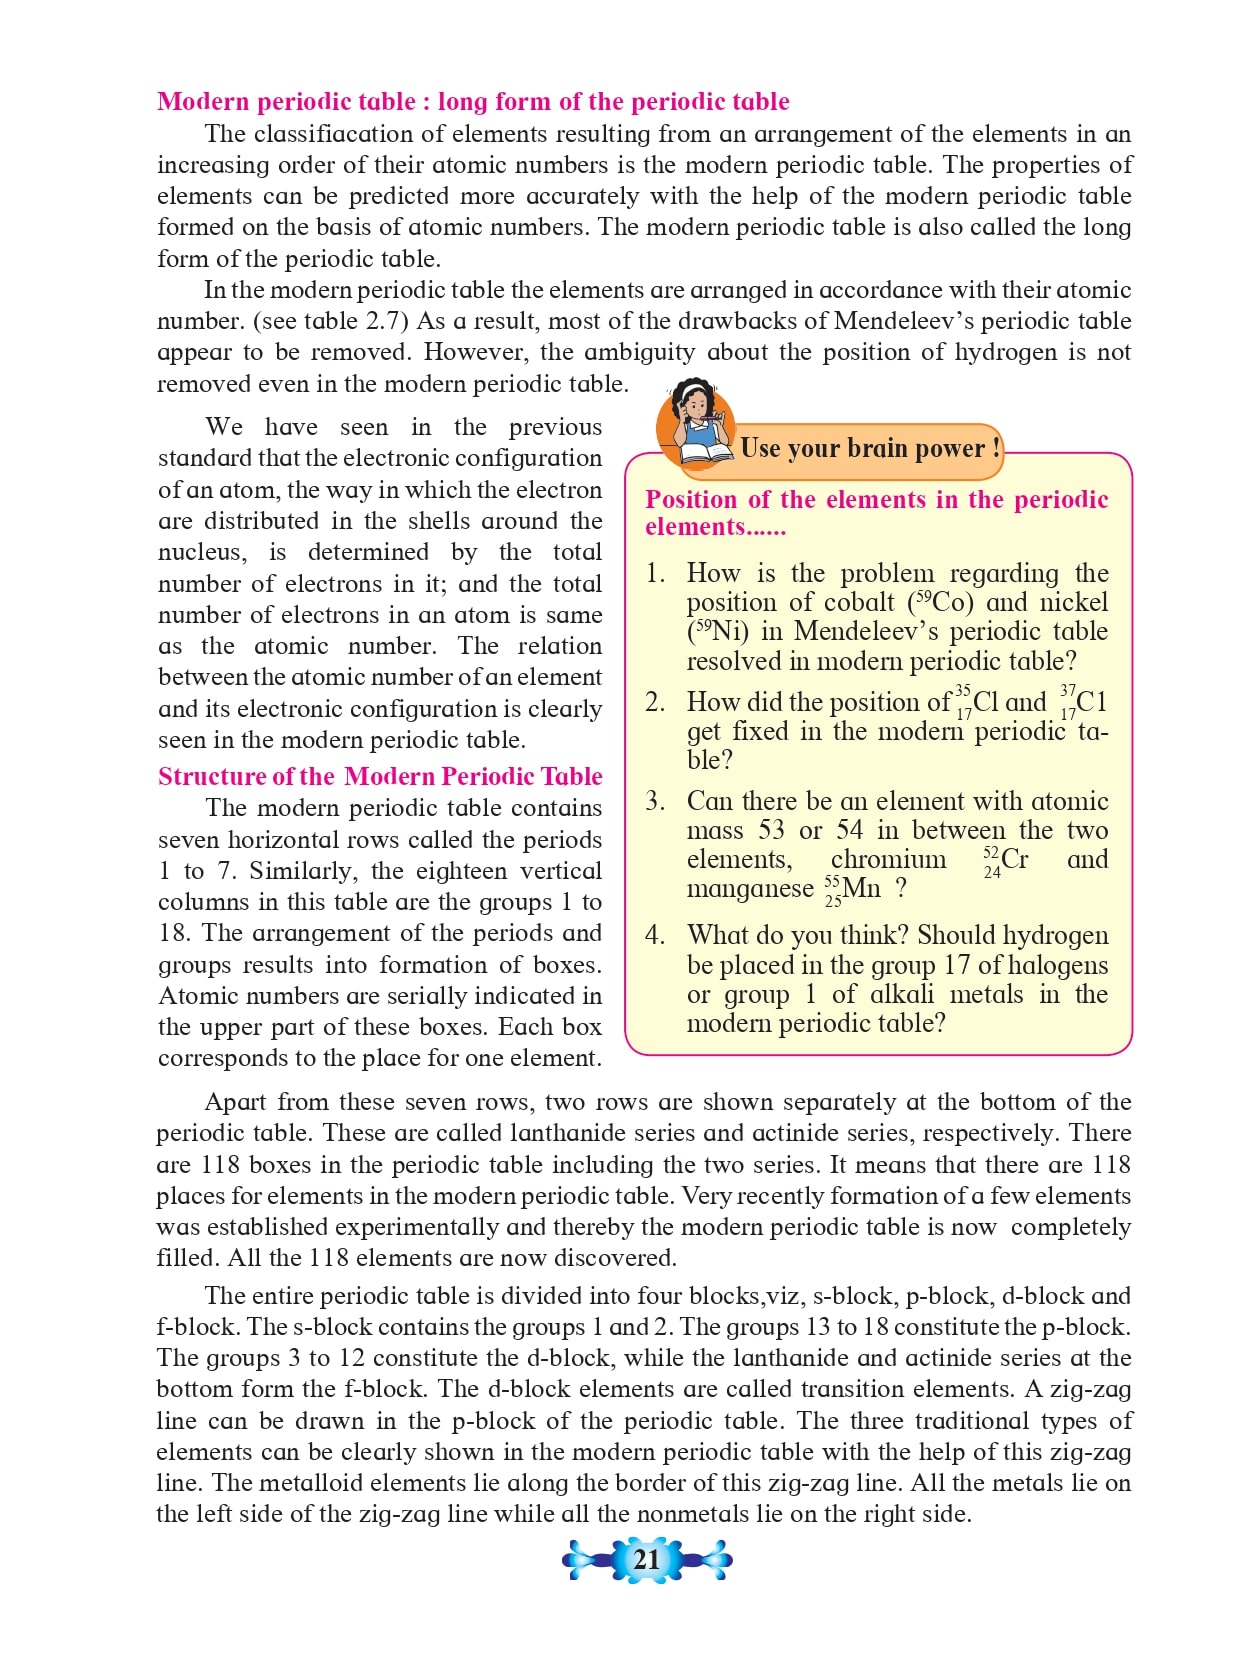 Modern periodic table : long form of the periodic table
The classifiacation of elements resulting from an arrangement of the elements in an
increasing order of their atomic numbers is the modern periodic table. The properties of
elements can be predicted more accurately with the help of the modern periodic table
formed on the basis of atomic numbers. The modern periodic table is also called the long
form of the periodic table.
In the modern periodic table the elements are arranged in accordance with their atomic
number. (see table 2.7) As a result, most of the drawbacks of Mendeleev’s periodic table
appear to be removed. However, the ambiguity about the position of hydrogen is not
removed even in the modern periodic table.
We have seen in the previous
standard that the electronic configuration
of an atom, the way in which the electron
are distributed in the shells around the
nucleus, is determined by the total
number of electrons in it; and the total
number of electrons in an atom is same
as the atomic number. The relation
between the atomic number of an element
and its electronic configuration is clearly
seen in the modern periodic table.
Structure of the Modern Periodic Table
The modern periodic table contains
seven horizontal rows called the periods
1 to 7. Similarly, the eighteen vertical
columns in this table are the groups 1 to
18. The arrangement of the periods and
groups results into formation of boxes.
Atomic numbers are serially indicated in
the upper part of these boxes. Each box
corresponds to the place for one element.
Use your brain power !
Position of the elements in the periodic
elements......
1. How is the problem regarding the
position of cobalt (⁵⁹Co) and nickel
(⁵⁹Ni) in Mendeleev’s periodic table
resolved in modern periodic table?
2. How did the position of ³⁵₁₇Cl and ³⁷₁₇C1
get fixed in the modern periodic ta-
ble?
3. Can there be an element with atomic
mass 53 or 54 in between the two
elements, chromium ⁵²₂₄Cr and
manganese ⁵⁵₂₅Mn ?
4. What do you think? Should hydrogen
be placed in the group 17 of halogens
or group 1 of alkali metals in the
modern periodic table?
Apart from these seven rows, two rows are shown separately at the bottom of the
periodic table. These are called lanthanide series and actinide series, respectively. There
are 118 boxes in the periodic table including the two series. It means that there are 118
places for elements in the modern periodic table. Very recently formation of a few elements
was established experimentally and thereby the modern periodic table is now completely
filled. All the 118 elements are now discovered.
The entire periodic table is divided into four blocks,viz, s-block, p-block, d-block and
f-block. The s-block contains the groups 1 and 2. The groups 13 to 18 constitute the p-block.
The groups 3 to 12 constitute the d-block, while the lanthanide and actinide series at the
bottom form the f-block. The d-block elements are called transition elements. A zig-zag
line can be drawn in the p-block of the periodic table. The three traditional types of
elements can be clearly shown in the modern periodic table with the help of this zig-zag
line. The metalloid elements lie along the border of this zig-zag line. All the metals lie on
the left side of the zig-zag line while all the nonmetals lie on the right side.
21